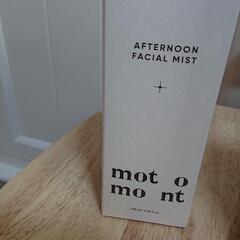 AFTERNOON
FACIAL MIST
mot o
mo nt